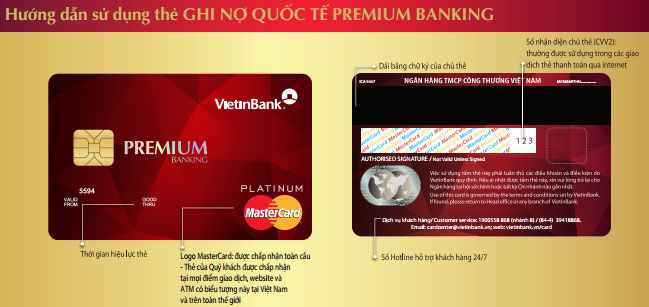 Hướng dẫn sử dụng thẻ GHI NỢ QUỐC TẾ PREMIUM BANKING
Số nhận diện chủ thẻ (CVV2):
thường được sử dụng trong các giao
dịch thẻ thanh toán qua internet
Dải băng chữ ký của chủ thẻ
VietinBank
PREMIUM
BANKING
5594
VALID
FROM
GOOD
THRU
PLATINUM
MasterCard
NGÂN HÀNG TMCP CÔNG THƯƠNG VIỆT NAM
123
AUTHORISED SIGNATURE / Not Valid Unless Signed
Việc sử dụng tấm thẻ này phải tuân thủ các điều khoản và điều kiện do
VietinBank quy định. Nếu ai nhặt được tấm thẻ này, xin vui lòng trả lại cho
Ngân hàng tại hội sở chính hoặc bất kỳ Chi nhánh nào gần nhất.
Use of this card is governed by the terms and conditions set by VietinBank.
If found, please return to Head office or any branch of VietinBank.
Dịch vụ khách hàng/ Customer service: 1900558 868 (nhánh 8) / (84-4) 39418868.
Email: cardcenter@vietinbank.vn; web: vietinbank.vn/card
Thời gian hiệu lực thẻ
Logo MasterCard: được chấp nhận toàn cầu
- Thẻ của Quý khách được chấp nhận
tại mọi điểm giao dịch, website và
ATM có biểu tượng này tại Việt Nam
và trên toàn thế giới
Số Hotline hỗ trợ khách hàng 24/7